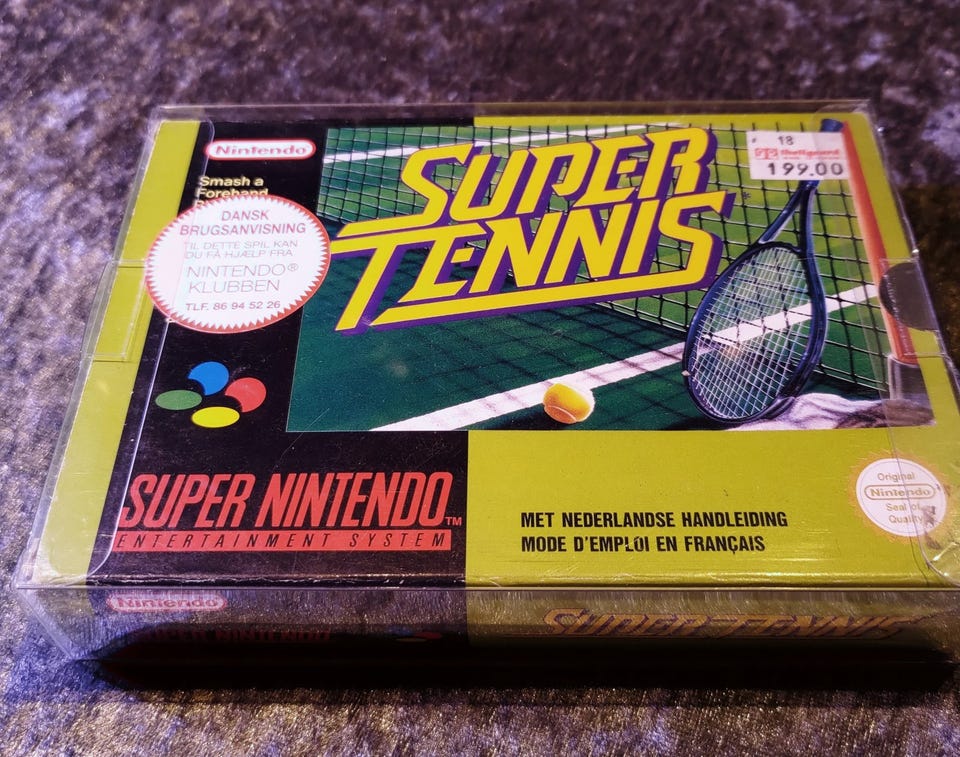 Nintendo
Smash a
Forehand
DANSK
BRUGSANVISNING
TIL DETTE SPIL KAN
DU FÅ HJÆLP FRA
NINTENDO®
KLUBBEN
TLF. 86 94 52 26
SUPER
TENNIS
18
199.00
SUPER NINTENDO TM
ENTERTAINMENT SYSTEM
MET NEDERLANDSE HANDLEIDING
MODE D'EMPLOI EN FRANÇAIS
Original
Nintendo
Seal of
Quality
Nintendo
SUPER NINTENDO
SUPER TENNIS